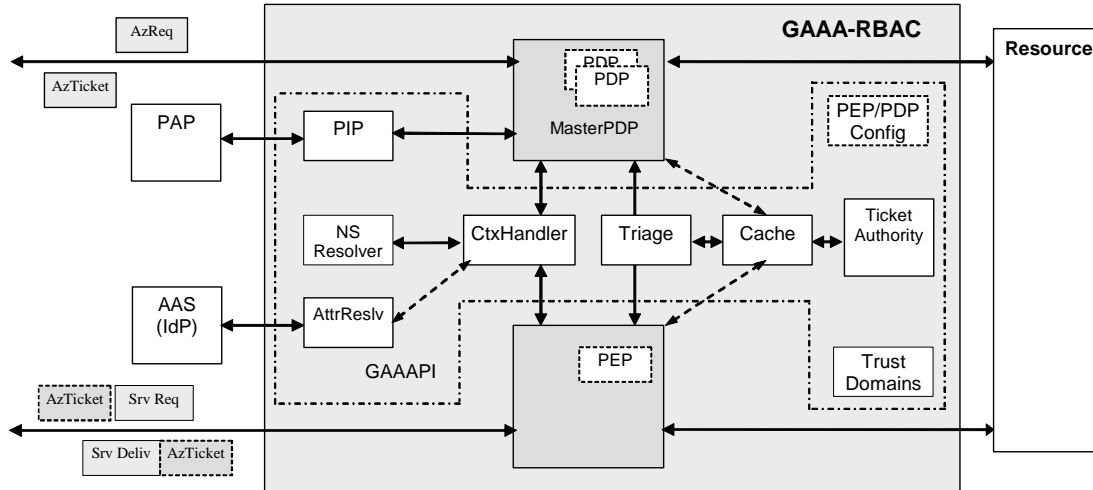 AzReq
GAAA-RBAC
Resource
AzTicket
PDP
PDP
MasterPDP
PEP/PDP
Config
PAP
PIP
NS
Resolver
CtxHandler
Triage
Cache
Ticket
Authority
AAS
(IdP)
AttrReslv
GAAAPI
PEP
Trust
Domains
AzTicket Srv Req
Srv Deliv AzTicket